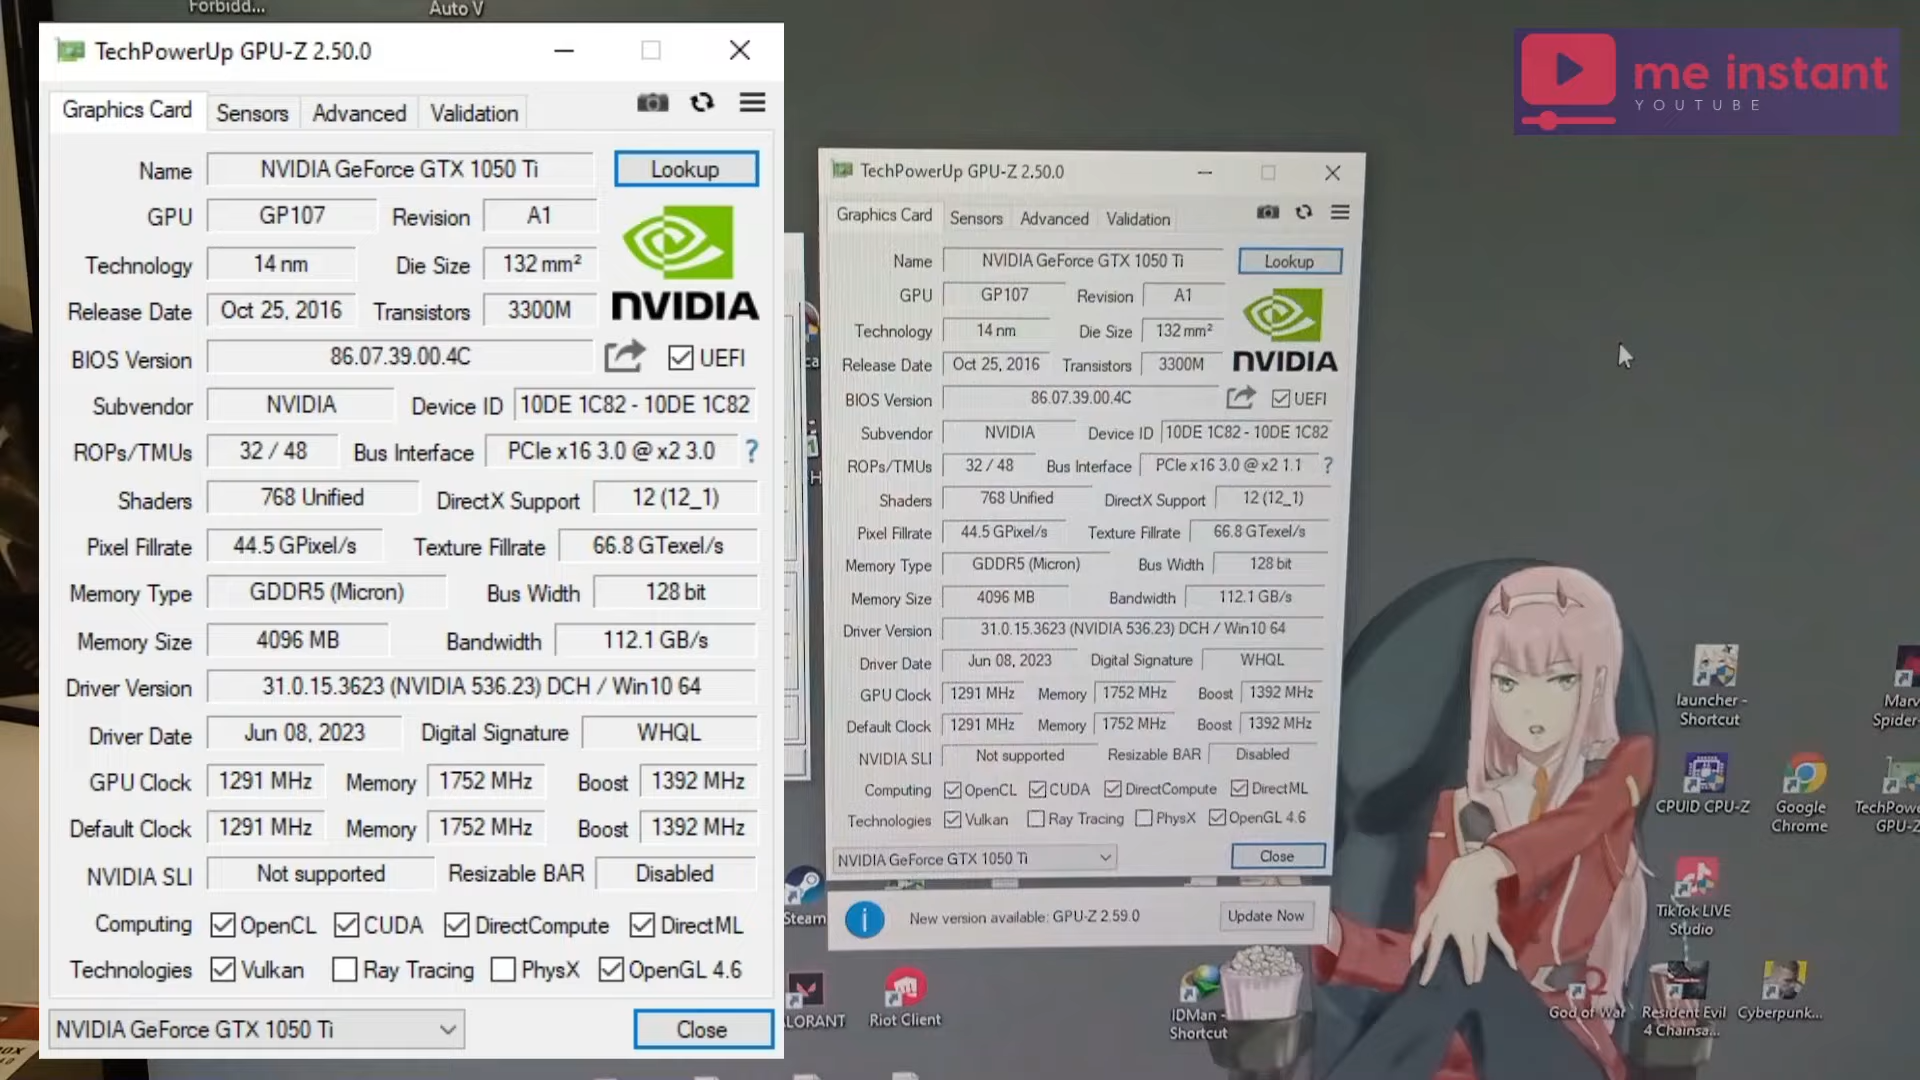 Forbidd...
Auto V
TechPowerUp GPU-Z 2.50.0
Graphics Card Sensors Advanced Validation
Name NVIDIA GeForce GTX 1050 Ti Lookup
GPU GP107 Revision A1
Technology 14 nm Die Size 132 mm²
Release Date Oct 25, 2016 Transistors 3300M
NVIDIA
BIOS Version 86.07.39.00.4C UEFI
Subvendor NVIDIA Device ID 10DE 1C82 - 10DE 1C82
ROPs/TMUs 32 / 48 Bus Interface PCIe x16 3.0 @ x2 3.0 ?
Shaders 768 Unified DirectX Support 12 (12_1)
Pixel Fillrate 44.5 GPixel/s Texture Fillrate 66.8 GTexel/s
Memory Type GDDR5 (Micron) Bus Width 128 bit
Memory Size 4096 MB Bandwidth 112.1 GB/s
Driver Version 31.0.15.3623 (NVIDIA 536.23) DCH / Win10 64
Driver Date Jun 08, 2023 Digital Signature WHQL
GPU Clock 1291 MHz Memory 1752 MHz Boost 1392 MHz
Default Clock 1291 MHz Memory 1752 MHz Boost 1392 MHz
NVIDIA SLI Not supported Resizable BAR Disabled
Computing OpenCL CUDA DirectCompute DirectML
Technologies Vulkan Ray Tracing PhysX OpenGL 4.6
NVIDIA GeForce GTX 1050 Ti Close
TechPowerUp GPU-Z 2.50.0
Graphics Card Sensors Advanced Validation
Name NVIDIA GeForce GTX 1050 Ti Lookup
GPU GP107 Revision A1
Technology 14 nm Die Size 132 mm²
Release Date Oct 25, 2016 Transistors 3300M
NVIDIA
BIOS Version 86.07.39.00.4C UEFI
Subvendor NVIDIA Device ID 10DE 1C82 - 10DE 1C82
ROPs/TMUs 32 / 48 Bus Interface PCIe x16 3.0 @ x2 1.1 ?
Shaders 768 Unified DirectX Support 12 (12_1)
Pixel Fillrate 44.5 GPixel/s Texture Fillrate 66.8 GTexel/s
Memory Type GDDR5 (Micron) Bus Width 128 bit
Memory Size 4096 MB Bandwidth 112.1 GB/s
Driver Version 31.0.15.3623 (NVIDIA 536.23) DCH / Win10 64
Driver Date Jun 08, 2023 Digital Signature WHQL
GPU Clock 1291 MHz Memory 1752 MHz Boost 1392 MHz
Default Clock 1291 MHz Memory 1752 MHz Boost 1392 MHz
NVIDIA SLI Not supported Resizable BAR Disabled
Computing OpenCL CUDA DirectCompute DirectML
Technologies Vulkan Ray Tracing PhysX OpenGL 4.6
NVIDIA GeForce GTX 1050 Ti Close
New version available: GPU-Z 2.59.0 Update Now
me instant
YOUTUBE
launcher -
Shortcut
Marv
Spider-
CPUID CPU-Z
Google
Chrome
TechPow
GPU-Z
TikTok LIVE
Studio
Steam
LORANT
Riot Client
IDMan -
Shortcut
God of War
Resident Evil
4 Chainsa...
Cyberpunk...